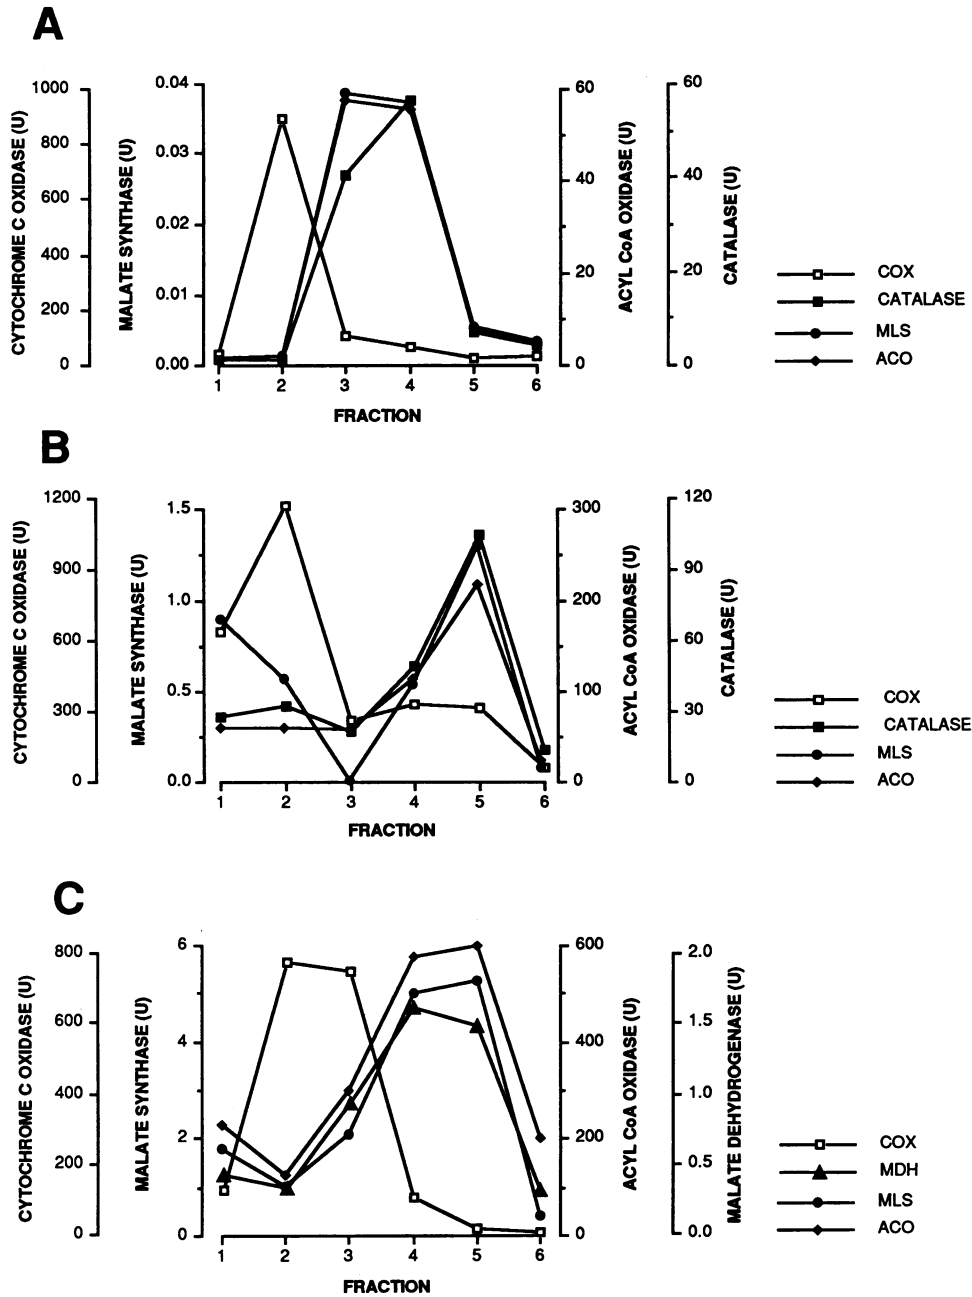 A
CYTOCHROME C OXIDASE (U)
1000
800
600
400
200
0
MALATE SYNTHASE (U)
0.04
0.03
0.02
0.01
0.00
1 2 3 4 5 6
FRACTION
60
40
20
0
ACYL CoA OXIDASE (U)
60
40
20
0
CATALASE (U)
COX
CATALASE
MLS
ACO
B
CYTOCHROME C OXIDASE (U)
1200
900
600
300
0
MALATE SYNTHASE (U)
1.5
1.0
0.5
0.0
1 2 3 4 5 6
FRACTION
300
200
100
0
ACYL CoA OXIDASE (U)
120
90
60
30
0
CATALASE (U)
COX
CATALASE
MLS
ACO
C
CYTOCHROME C OXIDASE (U)
800
600
400
200
0
MALATE SYNTHASE (U)
6
4
2
0
1 2 3 4 5 6
FRACTION
600
400
200
0
ACYL CoA OXIDASE (U)
2.0
1.5
1.0
0.5
0.0
MALATE DEHYDROGENASE (U)
COX
MDH
MLS
ACO